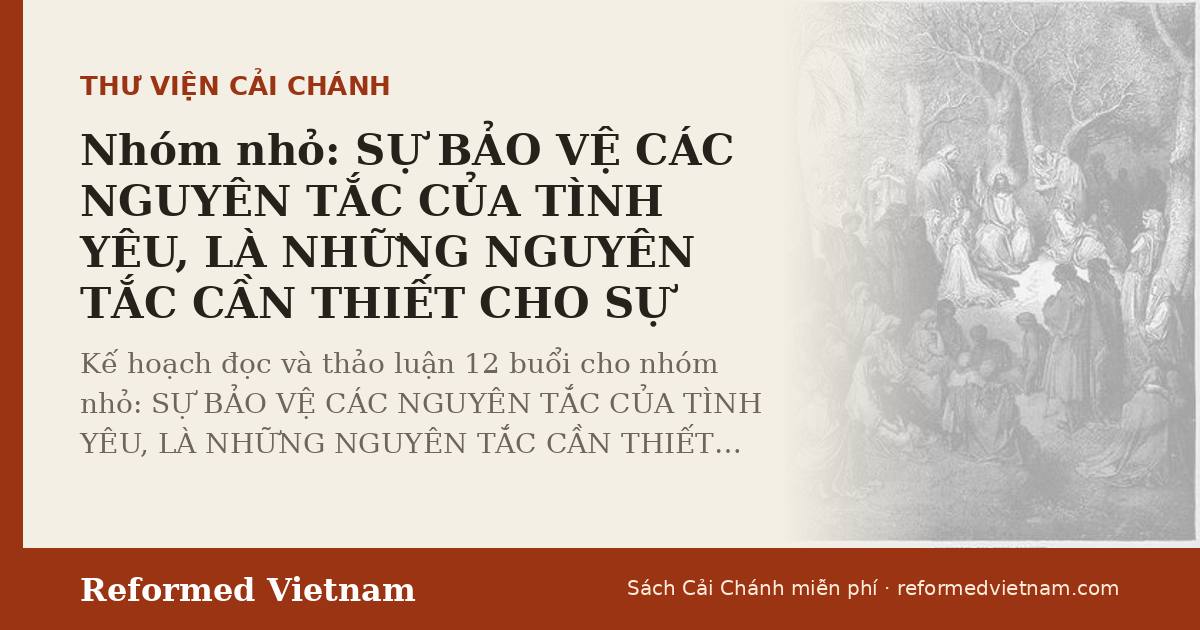 THƯ VIỆN CẢI CHÁNH
Nhóm nhỏ: SỰ BẢO VỆ CÁC
NGUYÊN TẮC CỦA TÌNH
YÊU, LÀ NHỮNG NGUYÊN
TẮC CẦN THIẾT CHO SỰ
Kế hoạch đọc và thảo luận 12 buổi cho nhóm
nhỏ: SỰ BẢO VỆ CÁC NGUYÊN TẮC CỦA TÌNH
YÊU, LÀ NHỮNG NGUYÊN TẮC CẦN THIẾT...
Reformed Vietnam
Sách Cải Chánh miễn phí · reformedvietnam.com